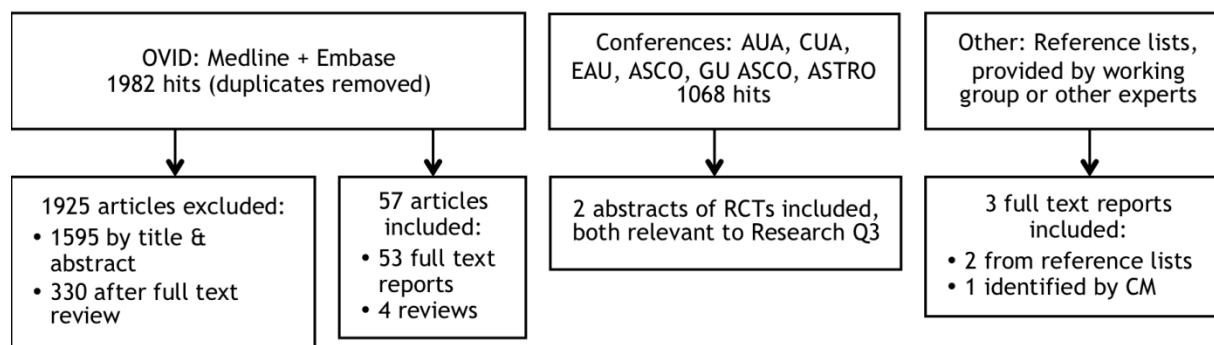 OVID: Medline + Embase
1982 hits (duplicates removed)
Conferences: AUA, CUA,
EAU, ASCO, GU ASCO, ASTRO
1068 hits
Other: Reference lists,
provided by working
group or other experts
1925 articles excluded:
• 1595 by title &
abstract
• 330 after full text
review
57 articles
included:
• 53 full text
reports
• 4 reviews
2 abstracts of RCTs included,
both relevant to Research Q3
3 full text reports
included:
• 2 from reference lists
• 1 identified by CM